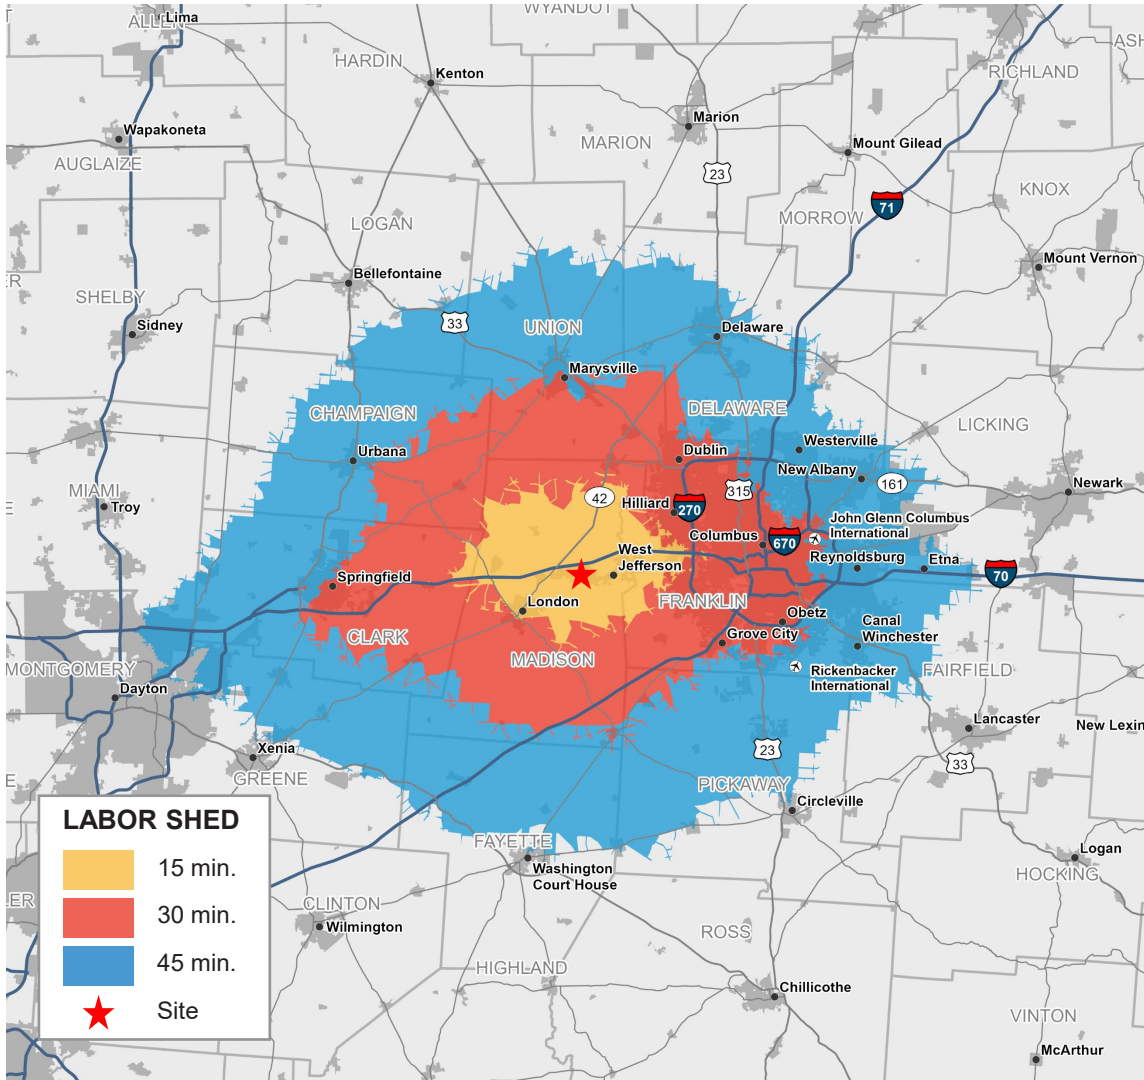 WYANDOT
ALLEN
Lima
ASH
HARDIN
Kenton
RICHLAND
Wapakoneta
Marion
MARION
Mount Gilead
AUGLAIZE
23
KNOX
71
MORROW
LOGAN
Mount Vernon
Bellefontaine
ER
SHELBY
Sidney
33
UNION
Delaware
Marysville
CHAMPAIGN
DELAWARE
LICKING
Urbana
Dublin
Westerville
New Albany
MIAMI
Troy
42
Hilliard
270
315
161
Newark
John Glenn Columbus
International
Columbus
670
West
Jefferson
Reynoldsburg
Etna
70
Springfield
London
FRANKLIN
Obetz
CLARK
Grove City
Canal
Winchester
MADISON
MONTGOMERY
Rickenbacker
International
FAIRFIELD
Dayton
Lancaster
New Lexin
Xenia
23
33
GREENE
PICKAWAY
Circleville
LABOR SHED
15 min.
30 min.
45 min.
Site
FAYETTE
Washington
Court House
Logan
HOCKING
LER
CLINTON
Wilmington
ROSS
HIGHLAND
Chillicothe
VINTON
McArthur